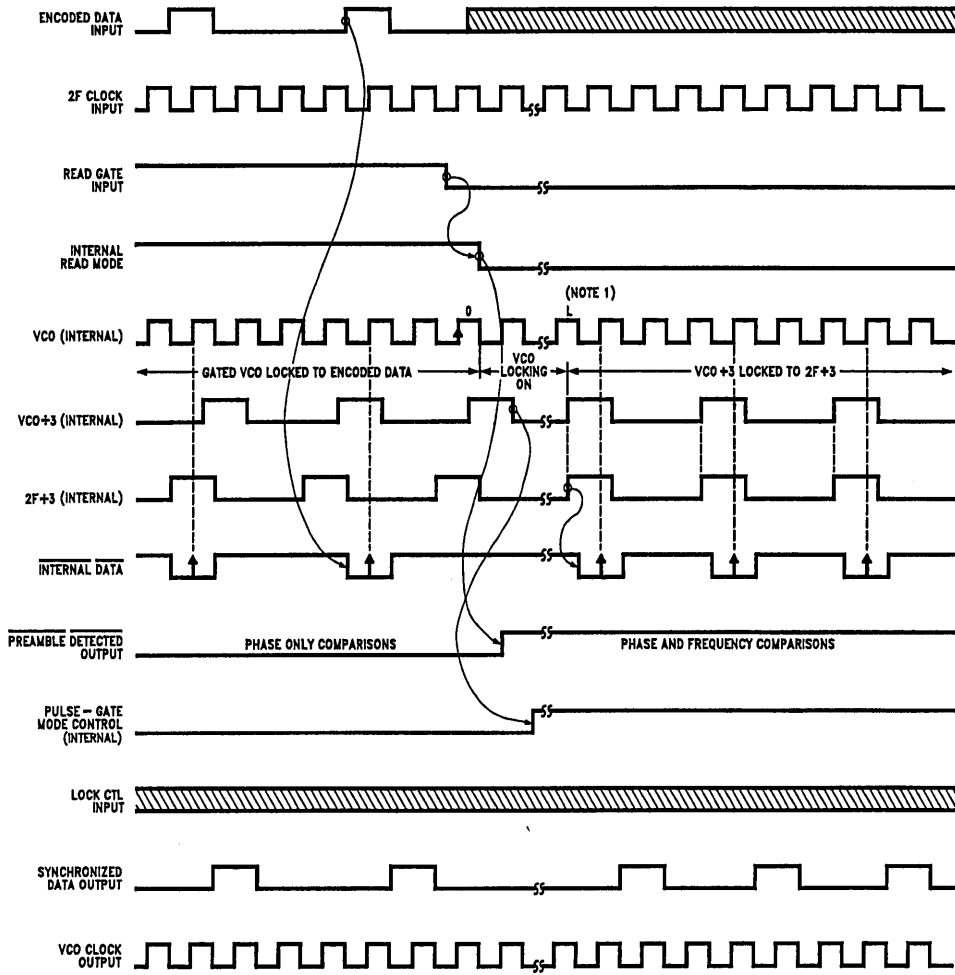 ENCODED DATA
INPUT
2F CLOCK
INPUT
READ GATE
INPUT
INTERNAL
READ MODE
(NOTE 1)
0
L
VCO (INTERNAL)
GATED VCO LOCKED TO ENCODED DATA
VCO
LOCKING
ON
VCO÷3 LOCKED TO 2F÷3
VCO÷3 (INTERNAL)
2F÷3 (INTERNAL)
INTERNAL DATA
PREAMBLE DETECTED
OUTPUT
PHASE ONLY COMPARISONS
PHASE AND FREQUENCY COMPARISONS
PULSE — GATE
MODE CONTROL
(INTERNAL)
LOCK CTL
INPUT
SYNCHRONIZED
DATA OUTPUT
VCO CLOCK
OUTPUT